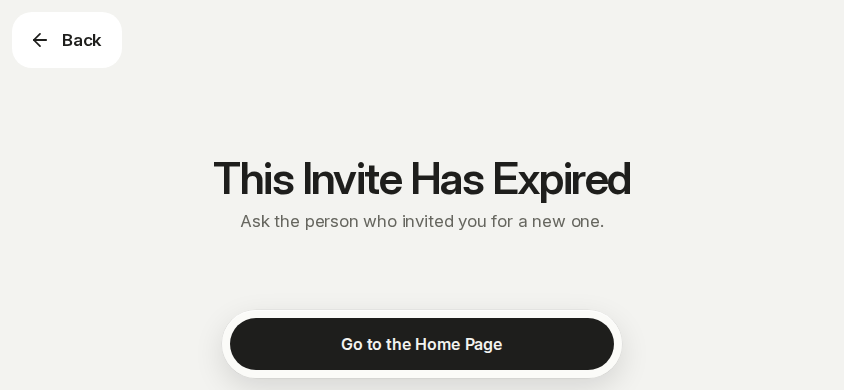 Back
This Invite Has Expired
Ask the person who invited you for a new one.
Go to the Home Page